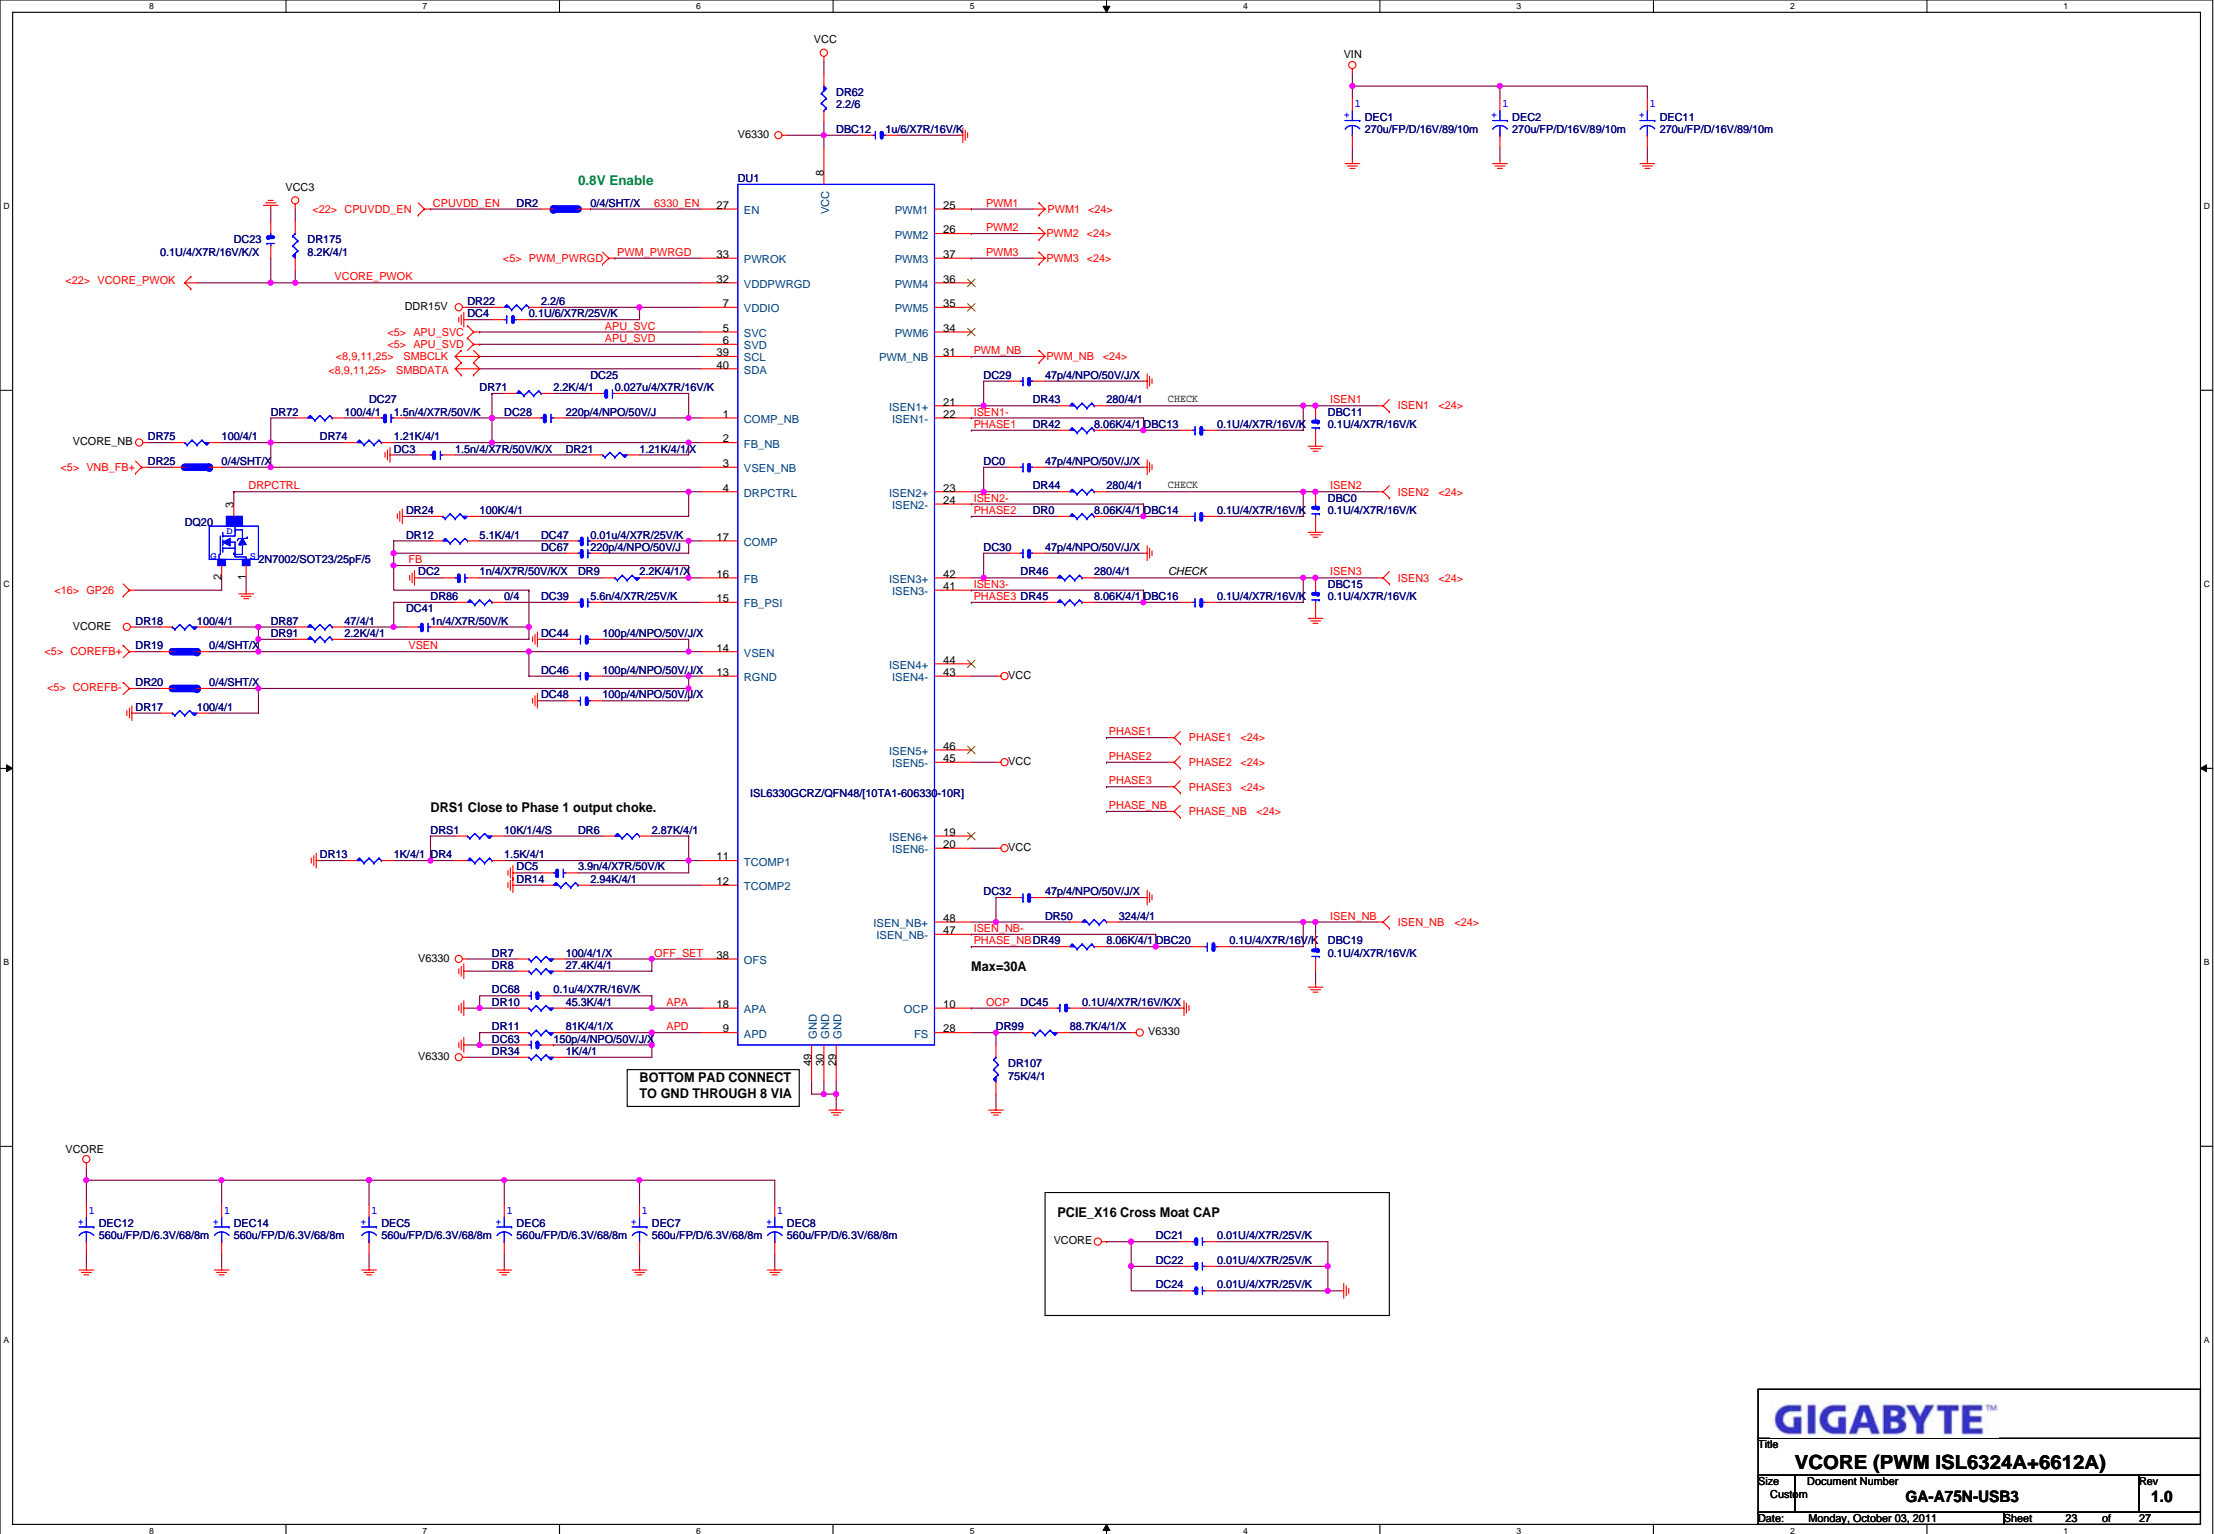 8 7 6 5 4 3 2 1
D
C
B
A
VCC
DR62
2.2/6
V6330
DBC12 1u/6/X7R/16V/K
VIN
1 DEC1
270u/FP/D/16V/89/10m
1 DEC2
270u/FP/D/16V/89/10m
1 DEC11
270u/FP/D/16V/89/10m
0.8V Enable
DU1
8 VCC
VCC3
<22> CPUVDD_EN CPUVDD_EN DR2 0/4/SHT/X 6330_EN 27 EN
DC23
0.1U/4/X7R/16V/K/X
DR175
8.2K/4/1
<5> PWM_PWRGD PWM_PWRGD 33 PWROK
<22> VCORE_PWOK VCORE_PWOK 32 VDDPWRGD
DDR15V DR22 2.2/6 7 VDDIO
DC4 0.1U/6/X7R/25V/K
<5> APU_SVC APU_SVC 5 SVC
<5> APU_SVD APU_SVD 6 SVD
<8,9,11,25> SMBCLK 39 SCL
<8,9,11,25> SMBDATA 40 SDA
DR71 2.2K/4/1 DC25 0.027u/4/X7R/16V/K
DR72 100/4/1 DC27 1.5n/4/X7R/50V/K DC28 220p/4/NPO/50V/J 1 COMP_NB
VCORE_NB DR75 100/4/1 DR74 1.21K/4/1 2 FB_NB
DC3 1.5n/4/X7R/50V/K/X DR21 1.21K/4/1/X
<5> VNB_FB+ DR25 0/4/SHT/X 3 VSEN_NB
DRPCTRL 4 DRPCTRL
DR24 100K/4/1
DQ20 3 D G S 2 1 2N7002/SOT23/25pF/5
<16> GP26
DR12 5.1K/4/1 DC47 0.01u/4/X7R/25V/K 17 COMP
DC67 220p/4/NPO/50V/J
FB
DC2 1n/4/X7R/50V/K/X DR9 2.2K/4/1/X 16 FB
DR86 0/4 DC39 5.6n/4/X7R/25V/K 15 FB_PSI
DC41
VCORE DR18 100/4/1 DR87 47/4/1 1n/4/X7R/50V/K
DR91 2.2K/4/1
DC44 100p/4/NPO/50V/J/X
<5> COREFB+ DR19 0/4/SHT/X VSEN 14 VSEN
DC46 100p/4/NPO/50V/J/X 13 RGND
<5> COREFB- DR20 0/4/SHT/X
DC48 100p/4/NPO/50V/J/X
DR17 100/4/1
DRS1 Close to Phase 1 output choke.
DRS1 10K/1/4/S DR6 2.87K/4/1
DR13 1K/4/1 DR4 1.5K/4/1 11 TCOMP1
DC5 3.9n/4/X7R/50V/K
DR14 2.94K/4/1 12 TCOMP2
V6330 DR7 100/4/1/X OFF_SET 38 OFS
DR8 27.4K/4/1
DC68 0.1u/4/X7R/16V/K
DR10 45.3K/4/1 APA 18 APA
DR11 81K/4/1/X APD 9 APD
DC63 150p/4/NPO/50V/J/X
V6330 DR34 1K/4/1
GND GND GND
49 30 29
BOTTOM PAD CONNECT
TO GND THROUGH 8 VIA
ISL6330GCRZ/QFN48/[10TA1-606330-10R]
PWM1 25 PWM1 PWM1 <24>
PWM2 26 PWM2 PWM2 <24>
PWM3 37 PWM3 PWM3 <24>
PWM4 36
PWM5 35
PWM6 34
PWM_NB 31 PWM_NB PWM_NB <24>
DC29 47p/4/NPO/50V/J/X
ISEN1+ 21 DR43 280/4/1 CHECK ISEN1 ISEN1 <24>
ISEN1- 22 ISEN1- DBC11
PHASE1 DR42 8.06K/4/1 DBC13 0.1U/4/X7R/16V/K 0.1U/4/X7R/16V/K
DC0 47p/4/NPO/50V/J/X
ISEN2+ 23 DR44 280/4/1 CHECK ISEN2 ISEN2 <24>
ISEN2- 24 ISEN2- DBC0
PHASE2 DR0 8.06K/4/1 DBC14 0.1U/4/X7R/16V/K 0.1U/4/X7R/16V/K
DC30 47p/4/NPO/50V/J/X
ISEN3+ 42 DR46 280/4/1 CHECK ISEN3 ISEN3 <24>
ISEN3- 41 ISEN3- DBC15
PHASE3 DR45 8.06K/4/1 DBC16 0.1U/4/X7R/16V/K 0.1U/4/X7R/16V/K
ISEN4+ 44
ISEN4- 43 VCC
ISEN5+ 46
ISEN5- 45 VCC
PHASE1 PHASE1 <24>
PHASE2 PHASE2 <24>
PHASE3 PHASE3 <24>
PHASE_NB PHASE_NB <24>
ISEN6+ 19
ISEN6- 20 VCC
DC32 47p/4/NPO/50V/J/X
ISEN_NB+ 48 DR50 324/4/1 ISEN_NB ISEN_NB <24>
ISEN_NB- 47 ISEN_NB-
PHASE_NB DR49 8.06K/4/1 DBC20 0.1U/4/X7R/16V/K DBC19
0.1U/4/X7R/16V/K
Max=30A
OCP 10 OCP DC45 0.1U/4/X7R/16V/K/X
FS 28 DR99 88.7K/4/1/X V6330
DR107
75K/4/1
VCORE
1 DEC12
560u/FP/D/6.3V/68/8m
1 DEC14
560u/FP/D/6.3V/68/8m
1 DEC5
560u/FP/D/6.3V/68/8m
1 DEC6
560u/FP/D/6.3V/68/8m
1 DEC7
560u/FP/D/6.3V/68/8m
1 DEC8
560u/FP/D/6.3V/68/8m
PCIE_X16 Cross Moat CAP
VCORE DC21 0.01U/4/X7R/25V/K
DC22 0.01U/4/X7R/25V/K
DC24 0.01U/4/X7R/25V/K
GIGABYTE™
Title
VCORE (PWM ISL6324A+6612A)
Size Document Number Rev
Custom GA-A75N-USB3 1.0
Date: Monday, October 03, 2011 Sheet 23 of 27
D
C
B
A
8 7 6 5 4 3 2 1